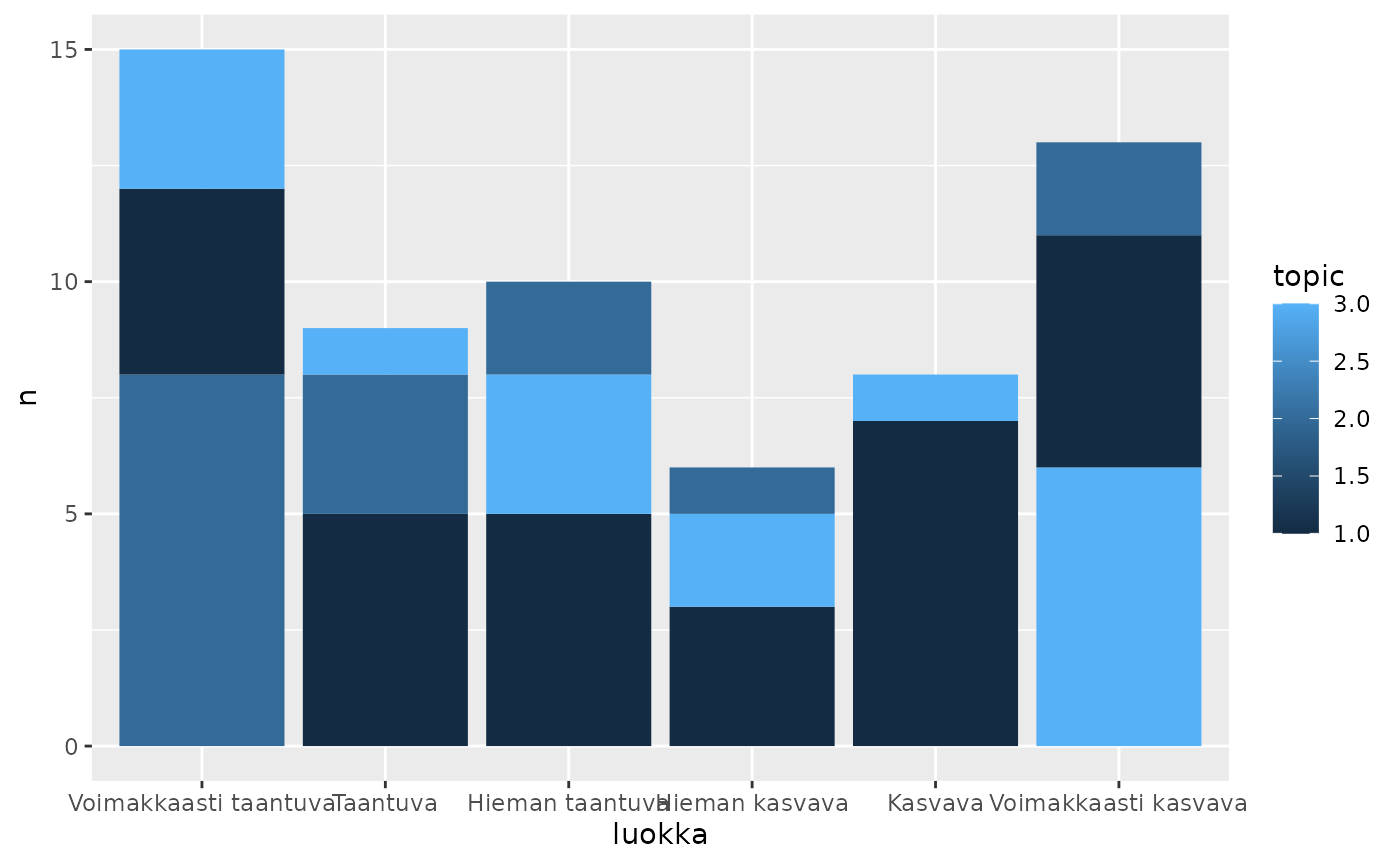 15
10
5
0
n
Voimakkaasti taantuva
Taantuva
Hieman taantuva
Hieman kasvava
Kasvava
Voimakkaasti kasvava
luokka
topic
3.0
2.5
2.0
1.5
1.0